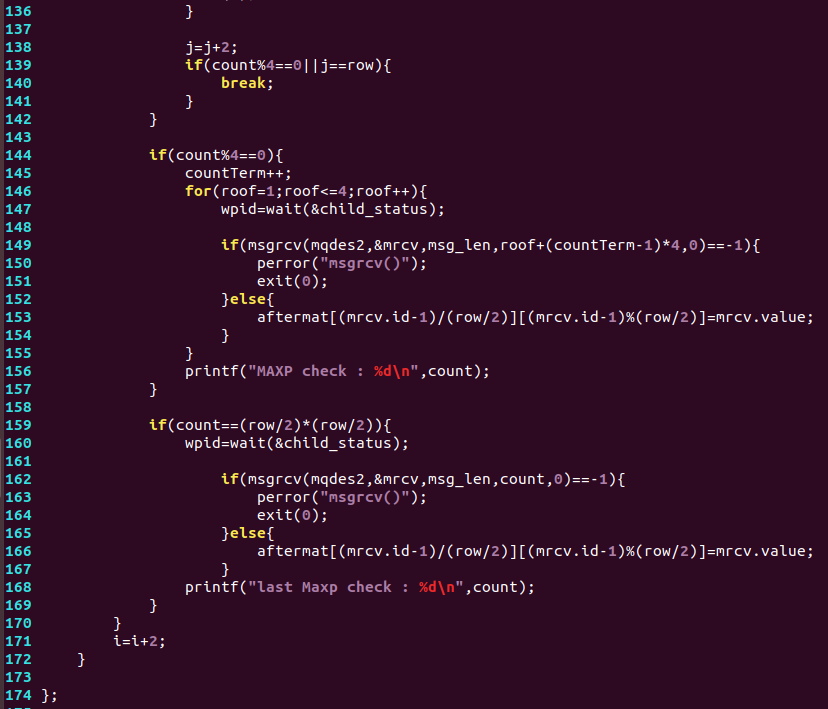 136                 }
137
138                 j=j+2;
139                 if(count%4==0||j==row){
140                     break;
141                 }
142             }
143
144             if(count%4==0){
145                 countTerm++;
146                 for(roof=1;roof<=4;roof++){
147                     wpid=wait(&child_status);
148
149                     if(msgrcv(mqdes2,&mrcv,msg_len,roof+(countTerm-1)*4,0)==-1){
150                         perror("msgrcv()");
151                         exit(0);
152                     }else{
153                         aftermat[(mrcv.id-1)/(row/2)][(mrcv.id-1)%(row/2)]=mrcv.value;
154                     }
155                 }
156                 printf("MAXP check : %d\n",count);
157             }
158
159             if(count==(row/2)*(row/2)){
160                 wpid=wait(&child_status);
161
162                     if(msgrcv(mqdes2,&mrcv,msg_len,count,0)==-1){
163                         perror("msgrcv()");
164                         exit(0);
165                     }else{
166                         aftermat[(mrcv.id-1)/(row/2)][(mrcv.id-1)%(row/2)]=mrcv.value;
167                     }
168                 printf("last Maxp check : %d\n",count);
169             }
170         }
171         i=i+2;
172     }
173
174 };